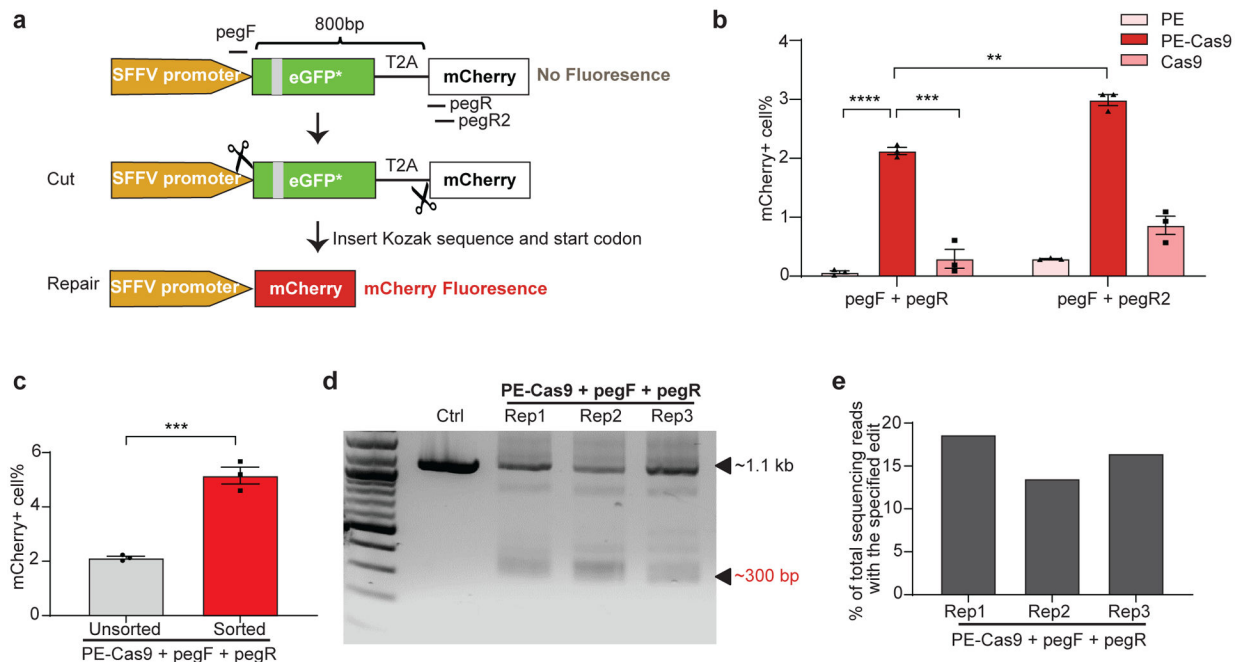 a
800bp
pegF
SFFV promoter
eGFP*
T2A
mCherry
No Fluoresence
pegR
pegR2
Cut
SFFV promoter
eGFP*
T2A
mCherry
Insert Kozak sequence and start codon
Repair
SFFV promoter
mCherry
mCherry Fluoresence
b
PE
PE-Cas9
Cas9
mCherry+ cell%
4
3
2
1
0
****
***
**
pegF + pegR
pegF + pegR2
c
mCherry+ cell%
6
4
2
0
***
Unsorted
Sorted
PE-Cas9 + pegF + pegR
d
PE-Cas9 + pegF + pegR
Ctrl
Rep1
Rep2
Rep3
~1.1 kb
~300 bp
e
% of total sequencing reads
with the specified edit
20
15
10
5
0
Rep1
Rep2
Rep3
PE-Cas9 + pegF + pegR